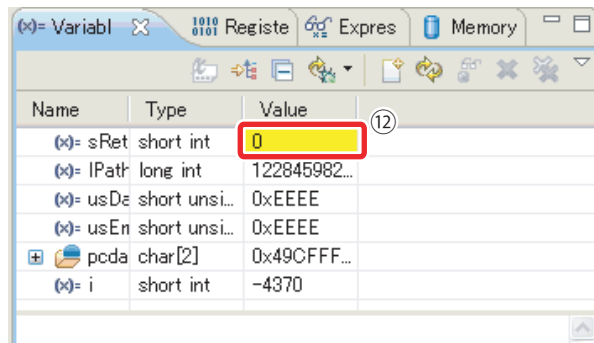 (x)= Variabl 1010 0101 Registe Expres Memory
Name Type Value
(x)= sRet short int 0 ⑫
(x)= lPath long int 122845982...
(x)= usDa short unsi... 0xEEEE
(x)= usEn short unsi... 0xEEEE
pcda char[2] 0x49CFFF...
(x)= i short int -4370